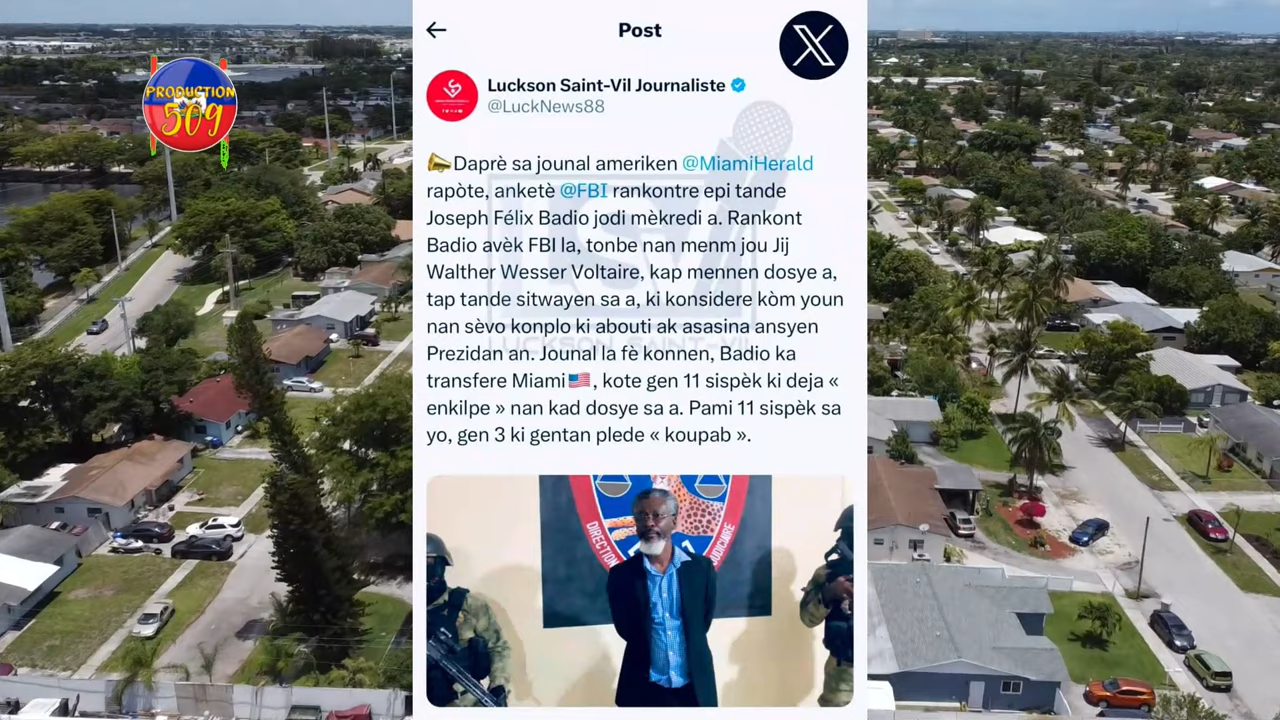 PRODUCTION
509
Post
X
Luckson Saint-Vil Journaliste
@LuckNews88
Daprè sa jounal ameriken @MiamiHerald
rapòte, anketè @FBI rankontre epi tande
Joseph Félix Badio jodi mèkredi a. Rankont
Badio avèk FBI la, tonbe nan menm jou Jij
Walther Wesser Voltaire, kap mennen dosye a,
tap tande sitwayen sa a, ki konsidere kòm youn
nan sèvo konplo ki abouti ak asasina ansyen
Prezidan an. Jounal la fè konnen, Badio ka
transfere Miami🇺🇸, kote gen 11 sispèk ki deja «
enkilpe » nan kad dosye sa a. Pami 11 sispèk sa
yo, gen 3 ki gentan plede « koupab ».
LUCKSON SAINT-VIL
DIRECTION
JUDICIAIRE